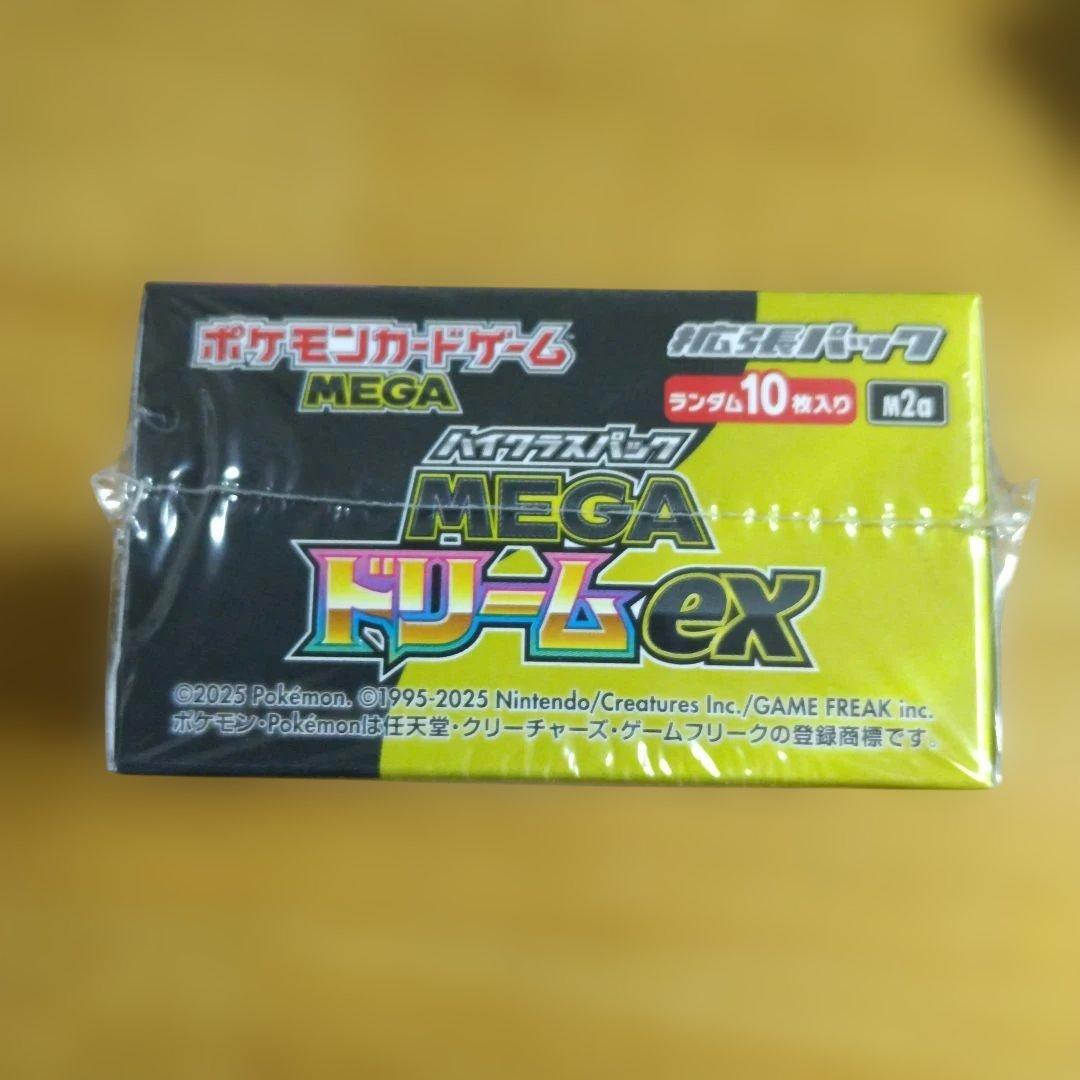 ポケモンカードゲーム
MEGA
拡張パック
ランダム10枚入り
M2a
ハイクラスパック
MEGA
ドリームex
©2025 Pokémon. ©1995-2025 Nintendo/Creatures Inc./GAME FREAK inc.
ポケモン・Pokémonは任天堂・クリーチャーズ・ゲームフリークの登録商標です。